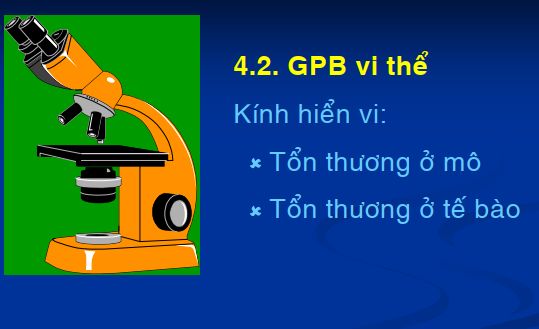 4.2. GPB vi thể
Kính hiển vi:
Tổn thương ở mô
Tổn thương ở tế bào